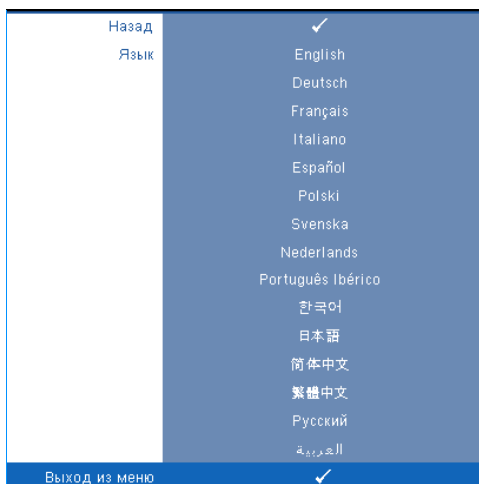 Назад ✓
Язык English
Deutsch
Français
Italiano
Español
Polski
Svenska
Nederlands
Português Ibérico
한국어
日本語
简体中文
繁體中文
Русский
العربية
Выход из меню ✓